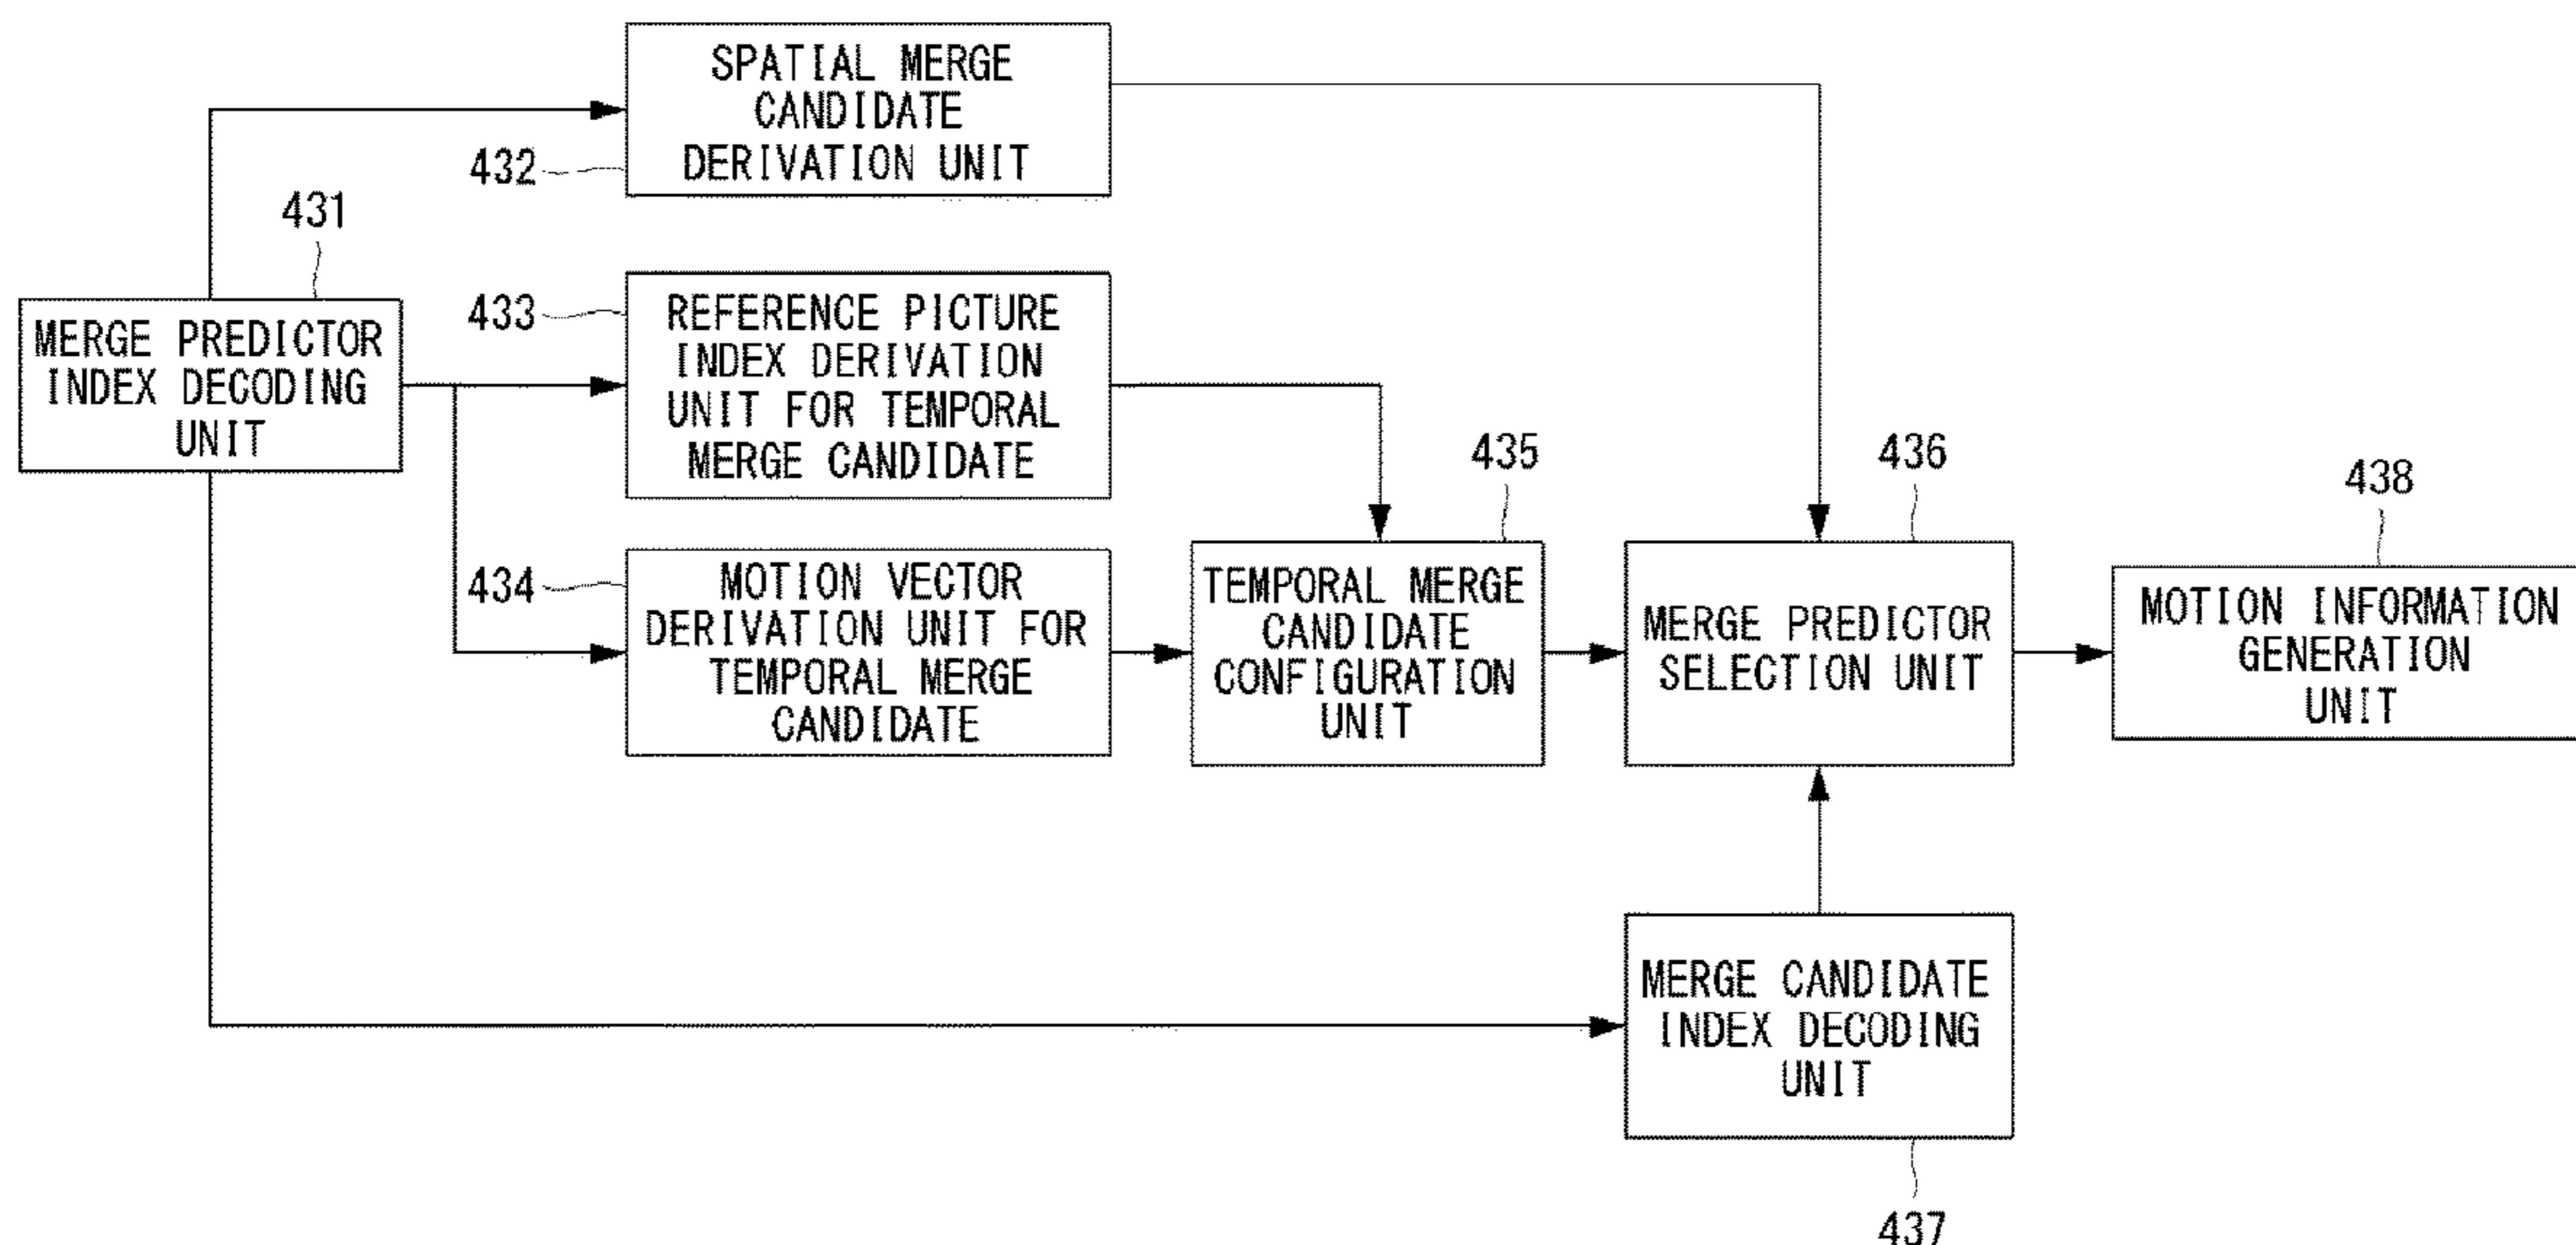 SPATIAL MERGE
CANDIDATE
DERIVATION UNIT
432
431
MERGE PREDICTOR
INDEX DECODING
UNIT
433
REFERENCE PICTURE
INDEX DERIVATION
UNIT FOR TEMPORAL
MERGE CANDIDATE
434
MOTION VECTOR
DERIVATION UNIT FOR
TEMPORAL MERGE
CANDIDATE
435
TEMPORAL MERGE
CANDIDATE
CONFIGURATION
UNIT
436
MERGE PREDICTOR
SELECTION UNIT
438
MOTION INFORMATION
GENERATION
UNIT
MERGE CANDIDATE
INDEX DECODING
UNIT
437